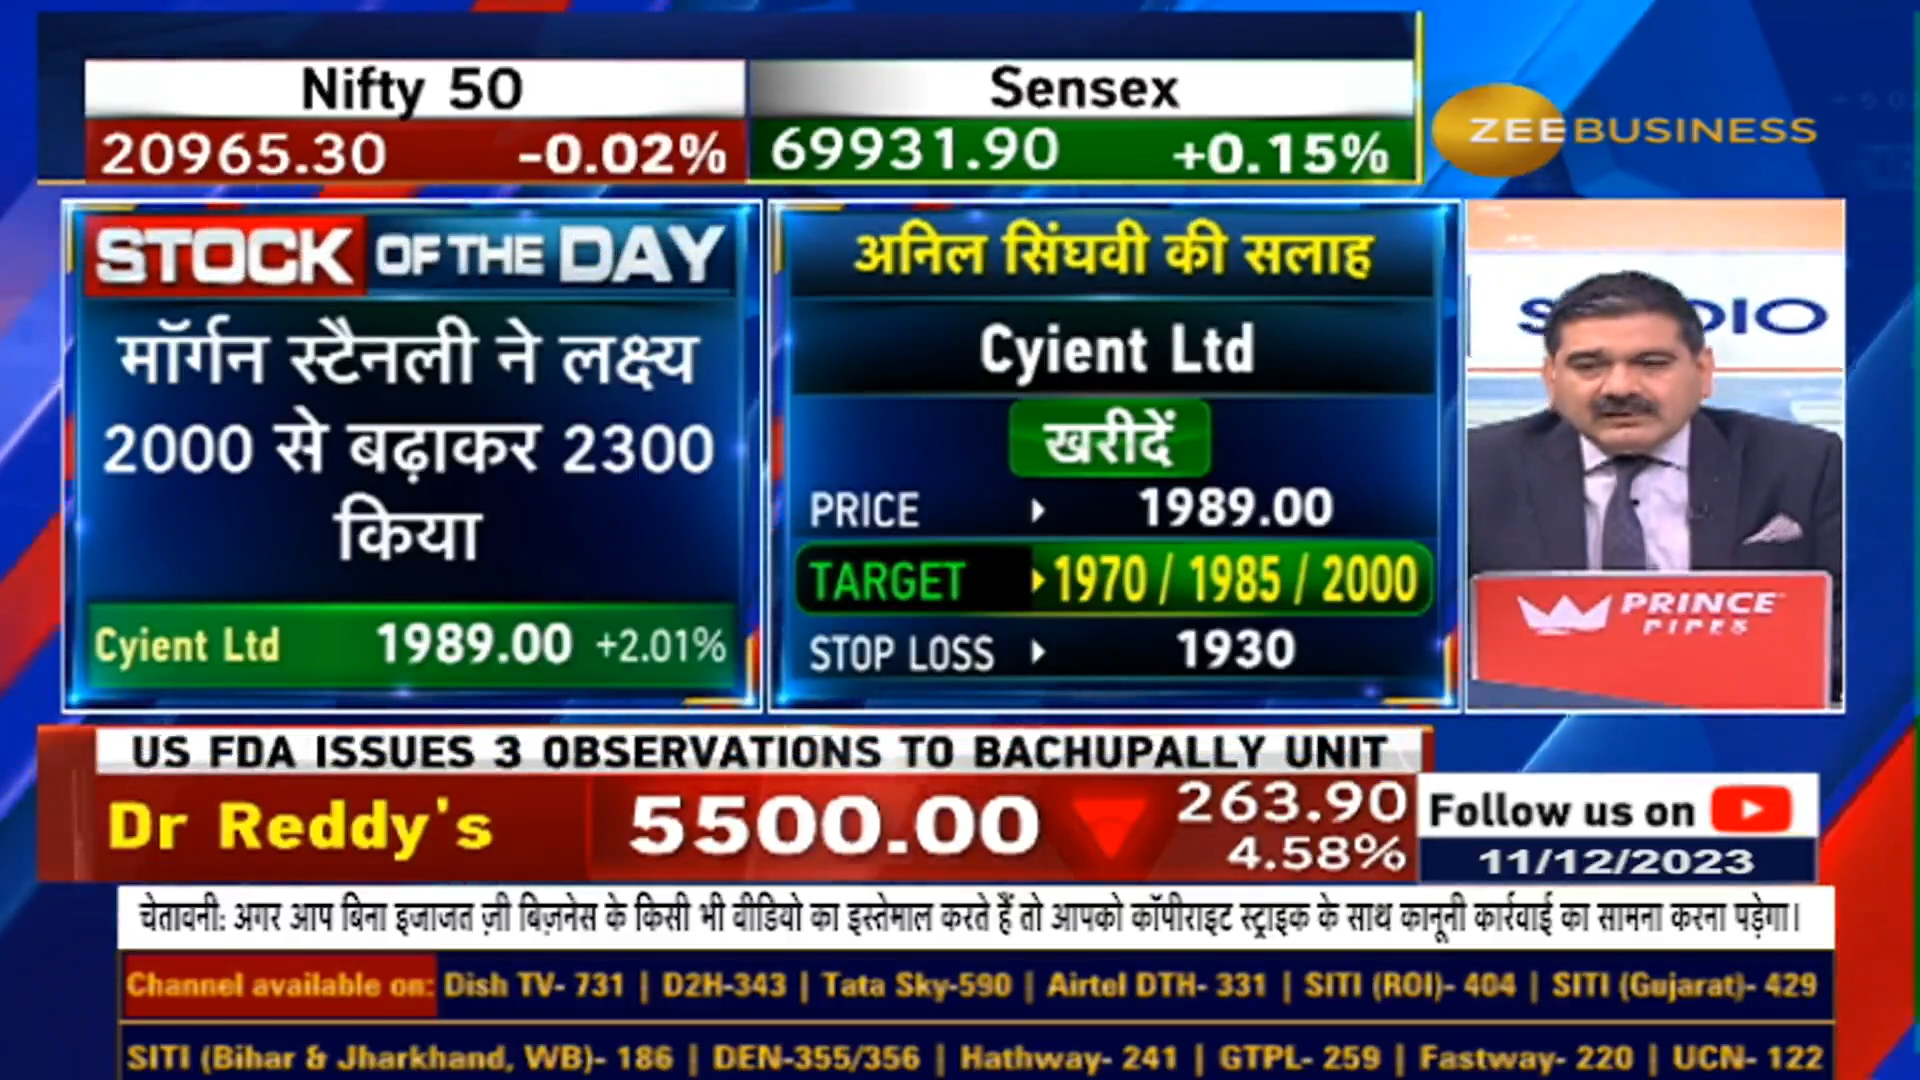 Nifty 50
20965.30 -0.02%
Sensex
69931.90 +0.15%
ZEEBUSINESS
STOCK OF THE DAY
मॉर्गन स्टैनली ने लक्ष्य
2000 से बढ़ाकर 2300
किया
Cyient Ltd 1989.00 +2.01%
अनिल सिंघवी की सलाह
Cyient Ltd
खरीदें
PRICE 1989.00
TARGET 1970 / 1985 / 2000
STOP LOSS 1930
PRINCE
PIPES
US FDA ISSUES 3 OBSERVATIONS TO BACHUPALLY UNIT
Dr Reddy's 5500.00 263.90
4.58%
Follow us on
11/12/2023
चेतावनी: अगर आप बिना इजाजत ज़ी बिज़नेस के किसी भी वीडियो का इस्तेमाल करते हैं तो आपको कॉपीराइट स्ट्राइक के साथ कानूनी कार्रवाई का सामना करना पड़ेगा।
Channel available on: Dish TV- 731 | D2H-343 | Tata Sky-590 | Airtel DTH- 331 | SITI (ROI)- 404 | SITI (Gujarat)- 429
SITI (Bihar & Jharkhand, WB)- 186 | DEN-355/356 | Hathway- 241 | GTPL- 259 | Fastway- 220 | UCN- 122